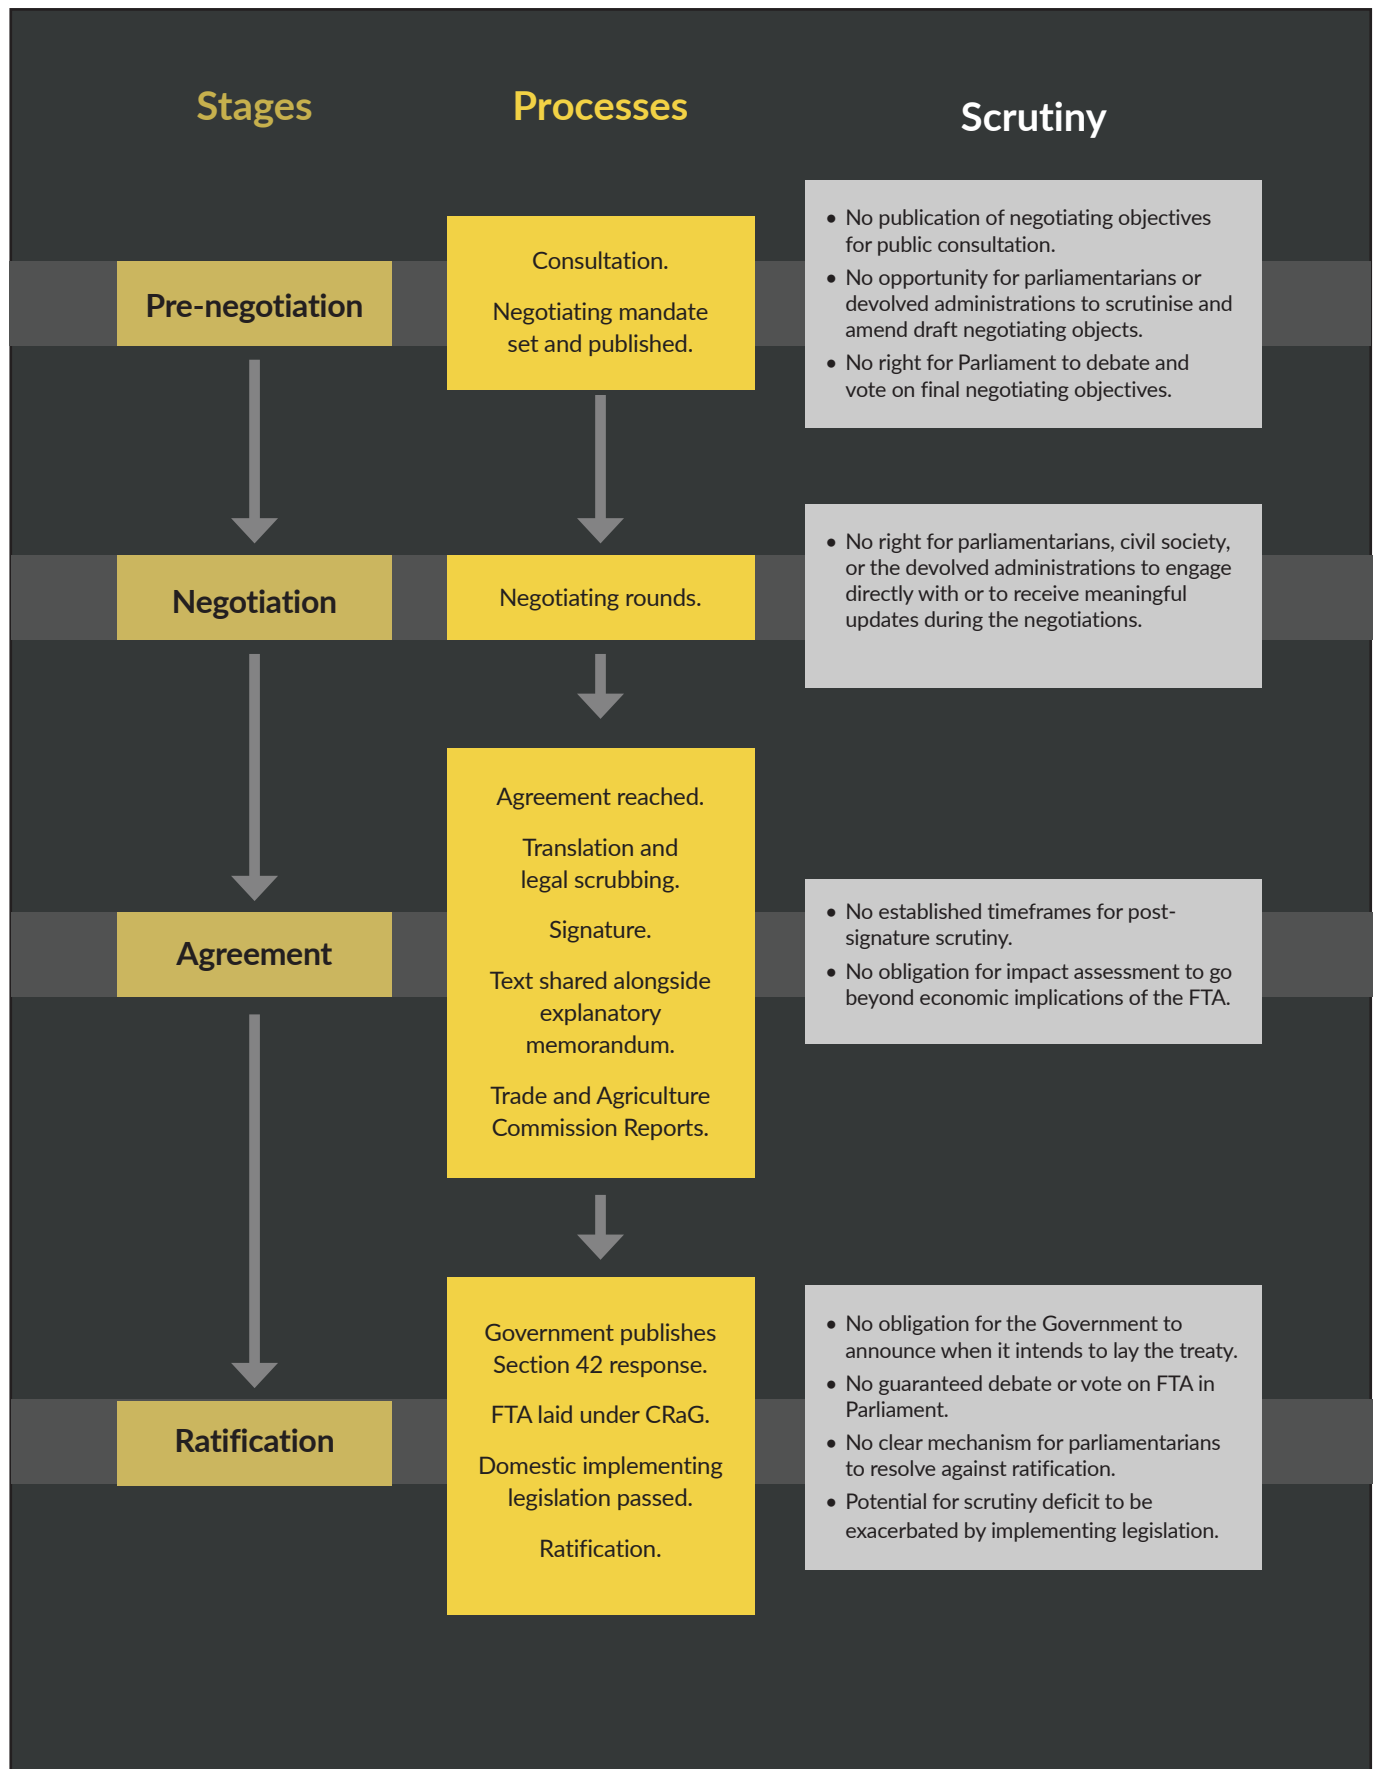 Stages
Processes
Scrutiny
Pre-negotiation
Consultation.
Negotiating mandate
set and published.
• No publication of negotiating objectives
for public consultation.
• No opportunity for parliamentarians or
devolved administrations to scrutinise and
amend draft negotiating objects.
• No right for Parliament to debate and
vote on final negotiating objectives.
Negotiation
Negotiating rounds.
• No right for parliamentarians, civil society,
or the devolved administrations to engage
directly with or to receive meaningful
updates during the negotiations.
Agreement
Agreement reached.
Translation and
legal scrubbing.
Signature.
Text shared alongside
explanatory
memorandum.
Trade and Agriculture
Commission Reports.
• No established timeframes for post-
signature scrutiny.
• No obligation for impact assessment to go
beyond economic implications of the FTA.
Ratification
Government publishes
Section 42 response.
FTA laid under CRaG.
Domestic implementing
legislation passed.
Ratification.
• No obligation for the Government to
announce when it intends to lay the treaty.
• No guaranteed debate or vote on FTA in
Parliament.
• No clear mechanism for parliamentarians
to resolve against ratification.
• Potential for scrutiny deficit to be
exacerbated by implementing legislation.